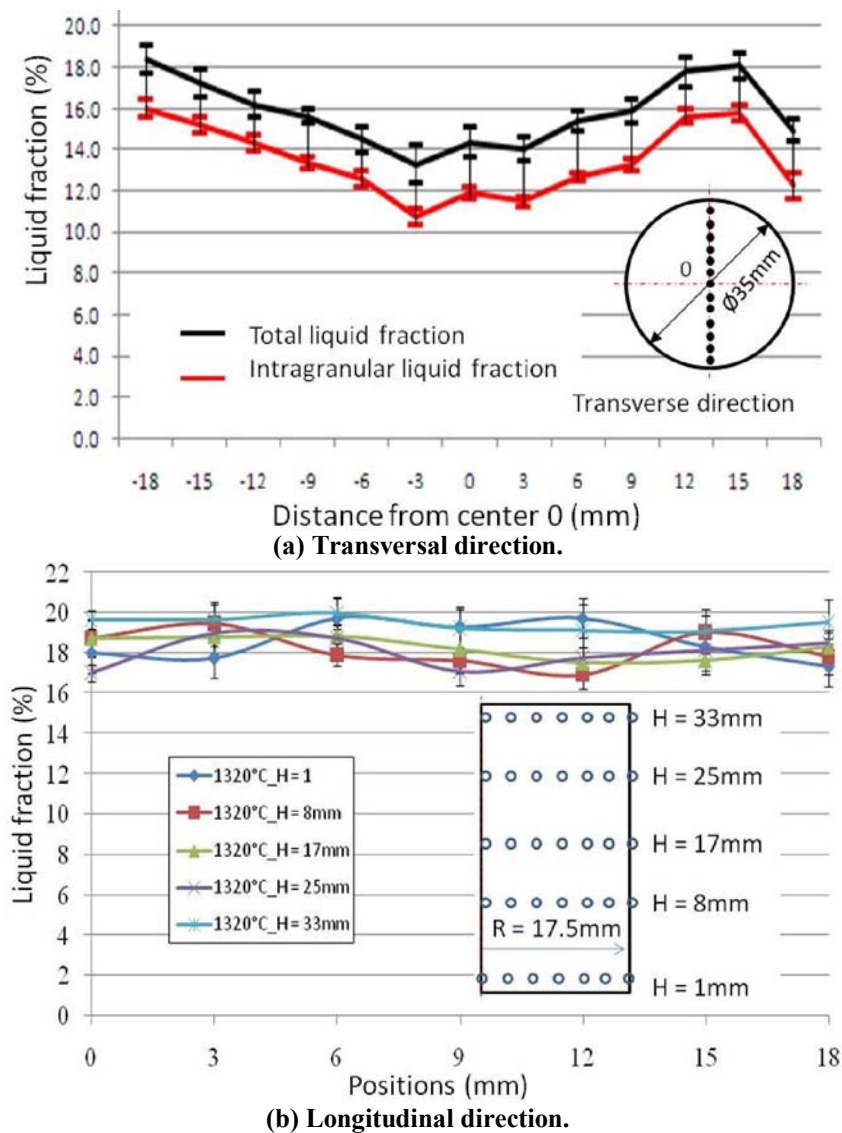 20.0
18.0
16.0
14.0
12.0
10.0
8.0
6.0
4.0
2.0
0.0
Liquid fraction (%)
Total liquid fraction
Intragranular liquid fraction
0
Ø35mm
Transverse direction
-18 -15 -12 -9 -6 -3 0 3 6 9 12 15 18
Distance from center 0 (mm)
(a) Transversal direction.
22
20
18
16
14
12
10
8
6
4
2
0
Liquid fraction (%)
1320°C_H= 1
1320°C_H= 8mm
1320°C_H= 17mm
1320°C_H= 25mm
1320°C_H= 33mm
H = 33mm
H = 25mm
H = 17mm
H = 8mm
R = 17.5mm
H = 1mm
0 3 6 9 12 15 18
Positions (mm)
(b) Longitudinal direction.